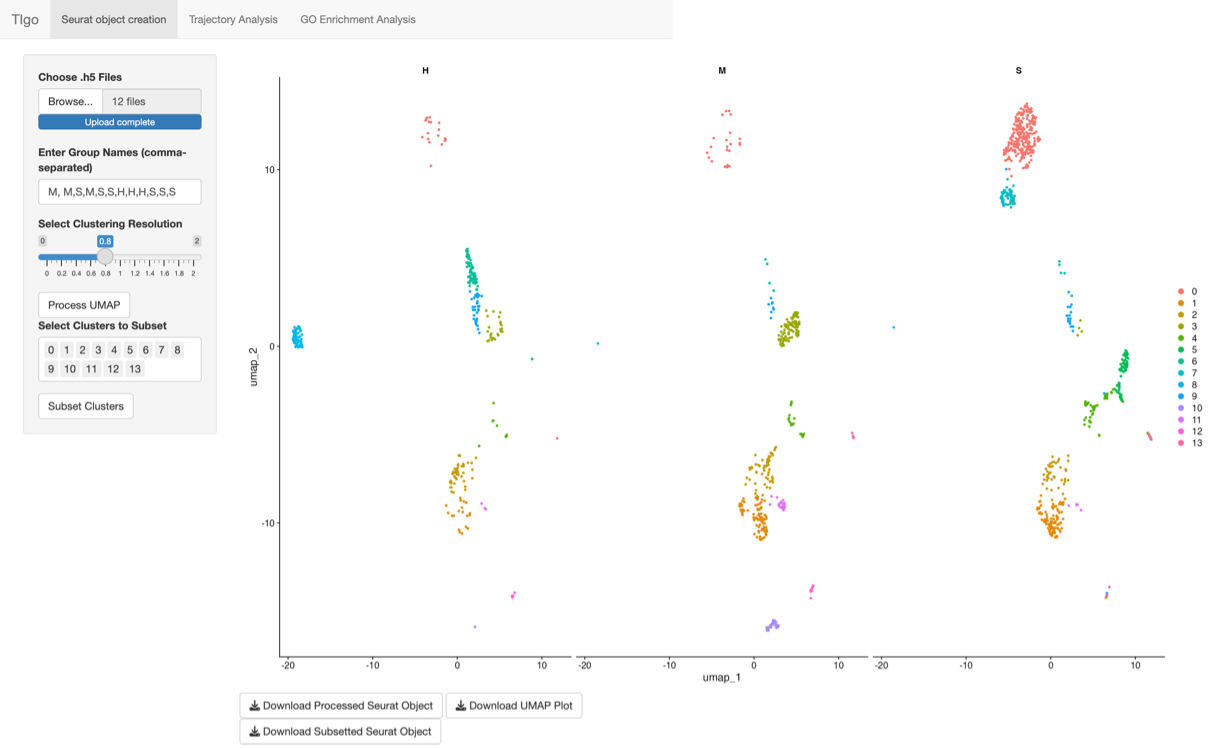 TIgo Seurat object creation Trajectory Analysis GO Enrichment Analysis
Choose .h5 Files
Browse... 12 files
Upload complete
Enter Group Names (comma-
separated)
M, M,S,M,S,S,H,H,H,S,S,S
Select Clustering Resolution
0 0.8 2
0 0.2 0.4 0.6 0.8 1 1.2 1.4 1.6 1.8 2
Process UMAP
Select Clusters to Subset
0 1 2 3 4 5 6 7 8
9 10 11 12 13
Subset Clusters
H M S
10
0
-10
umap_2
-20 -10 0 10 -20 -10 0 10 -20 -10 0 10
umap_1
0
1
2
3
4
5
6
7
8
9
10
11
12
13
Download Processed Seurat Object Download UMAP Plot
Download Subsetted Seurat Object